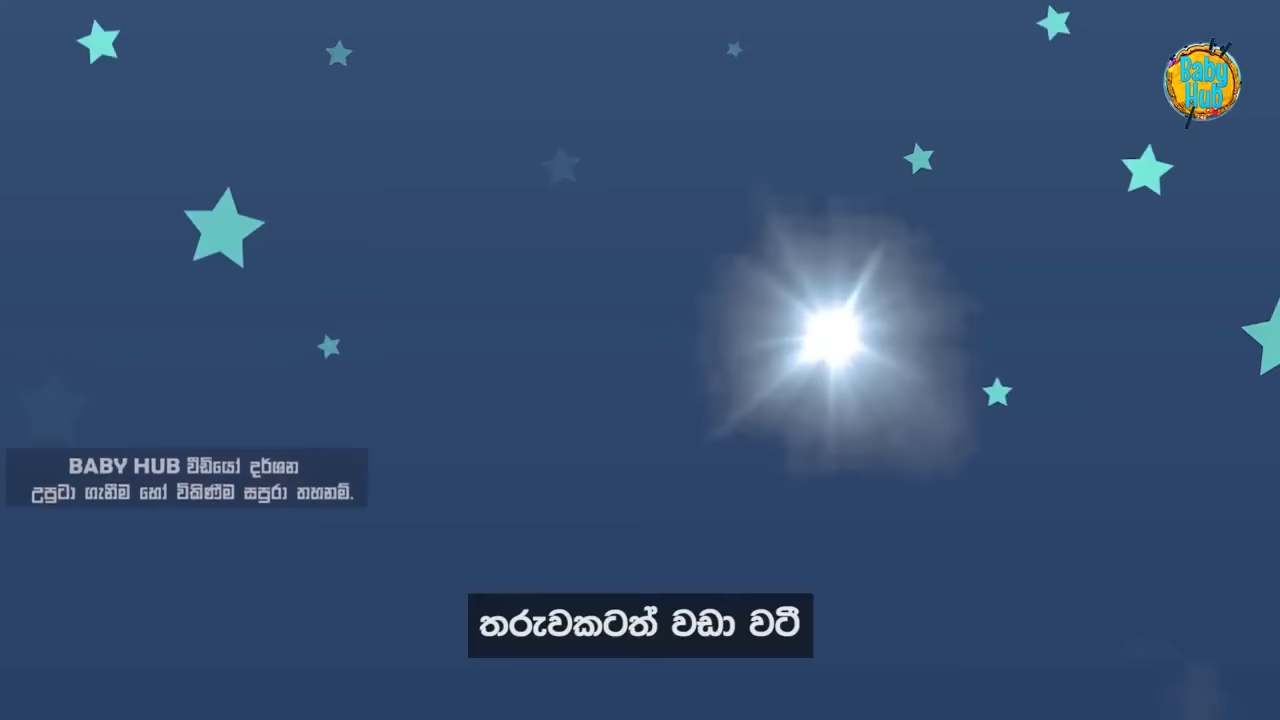 Baby
Hub
BABY HUB වීඩියෝ දර්ශන
උපුටා ගැනීම හෝ විකිණීම සපුරා තහනම්.
තරුවකටත් වඩා වටී